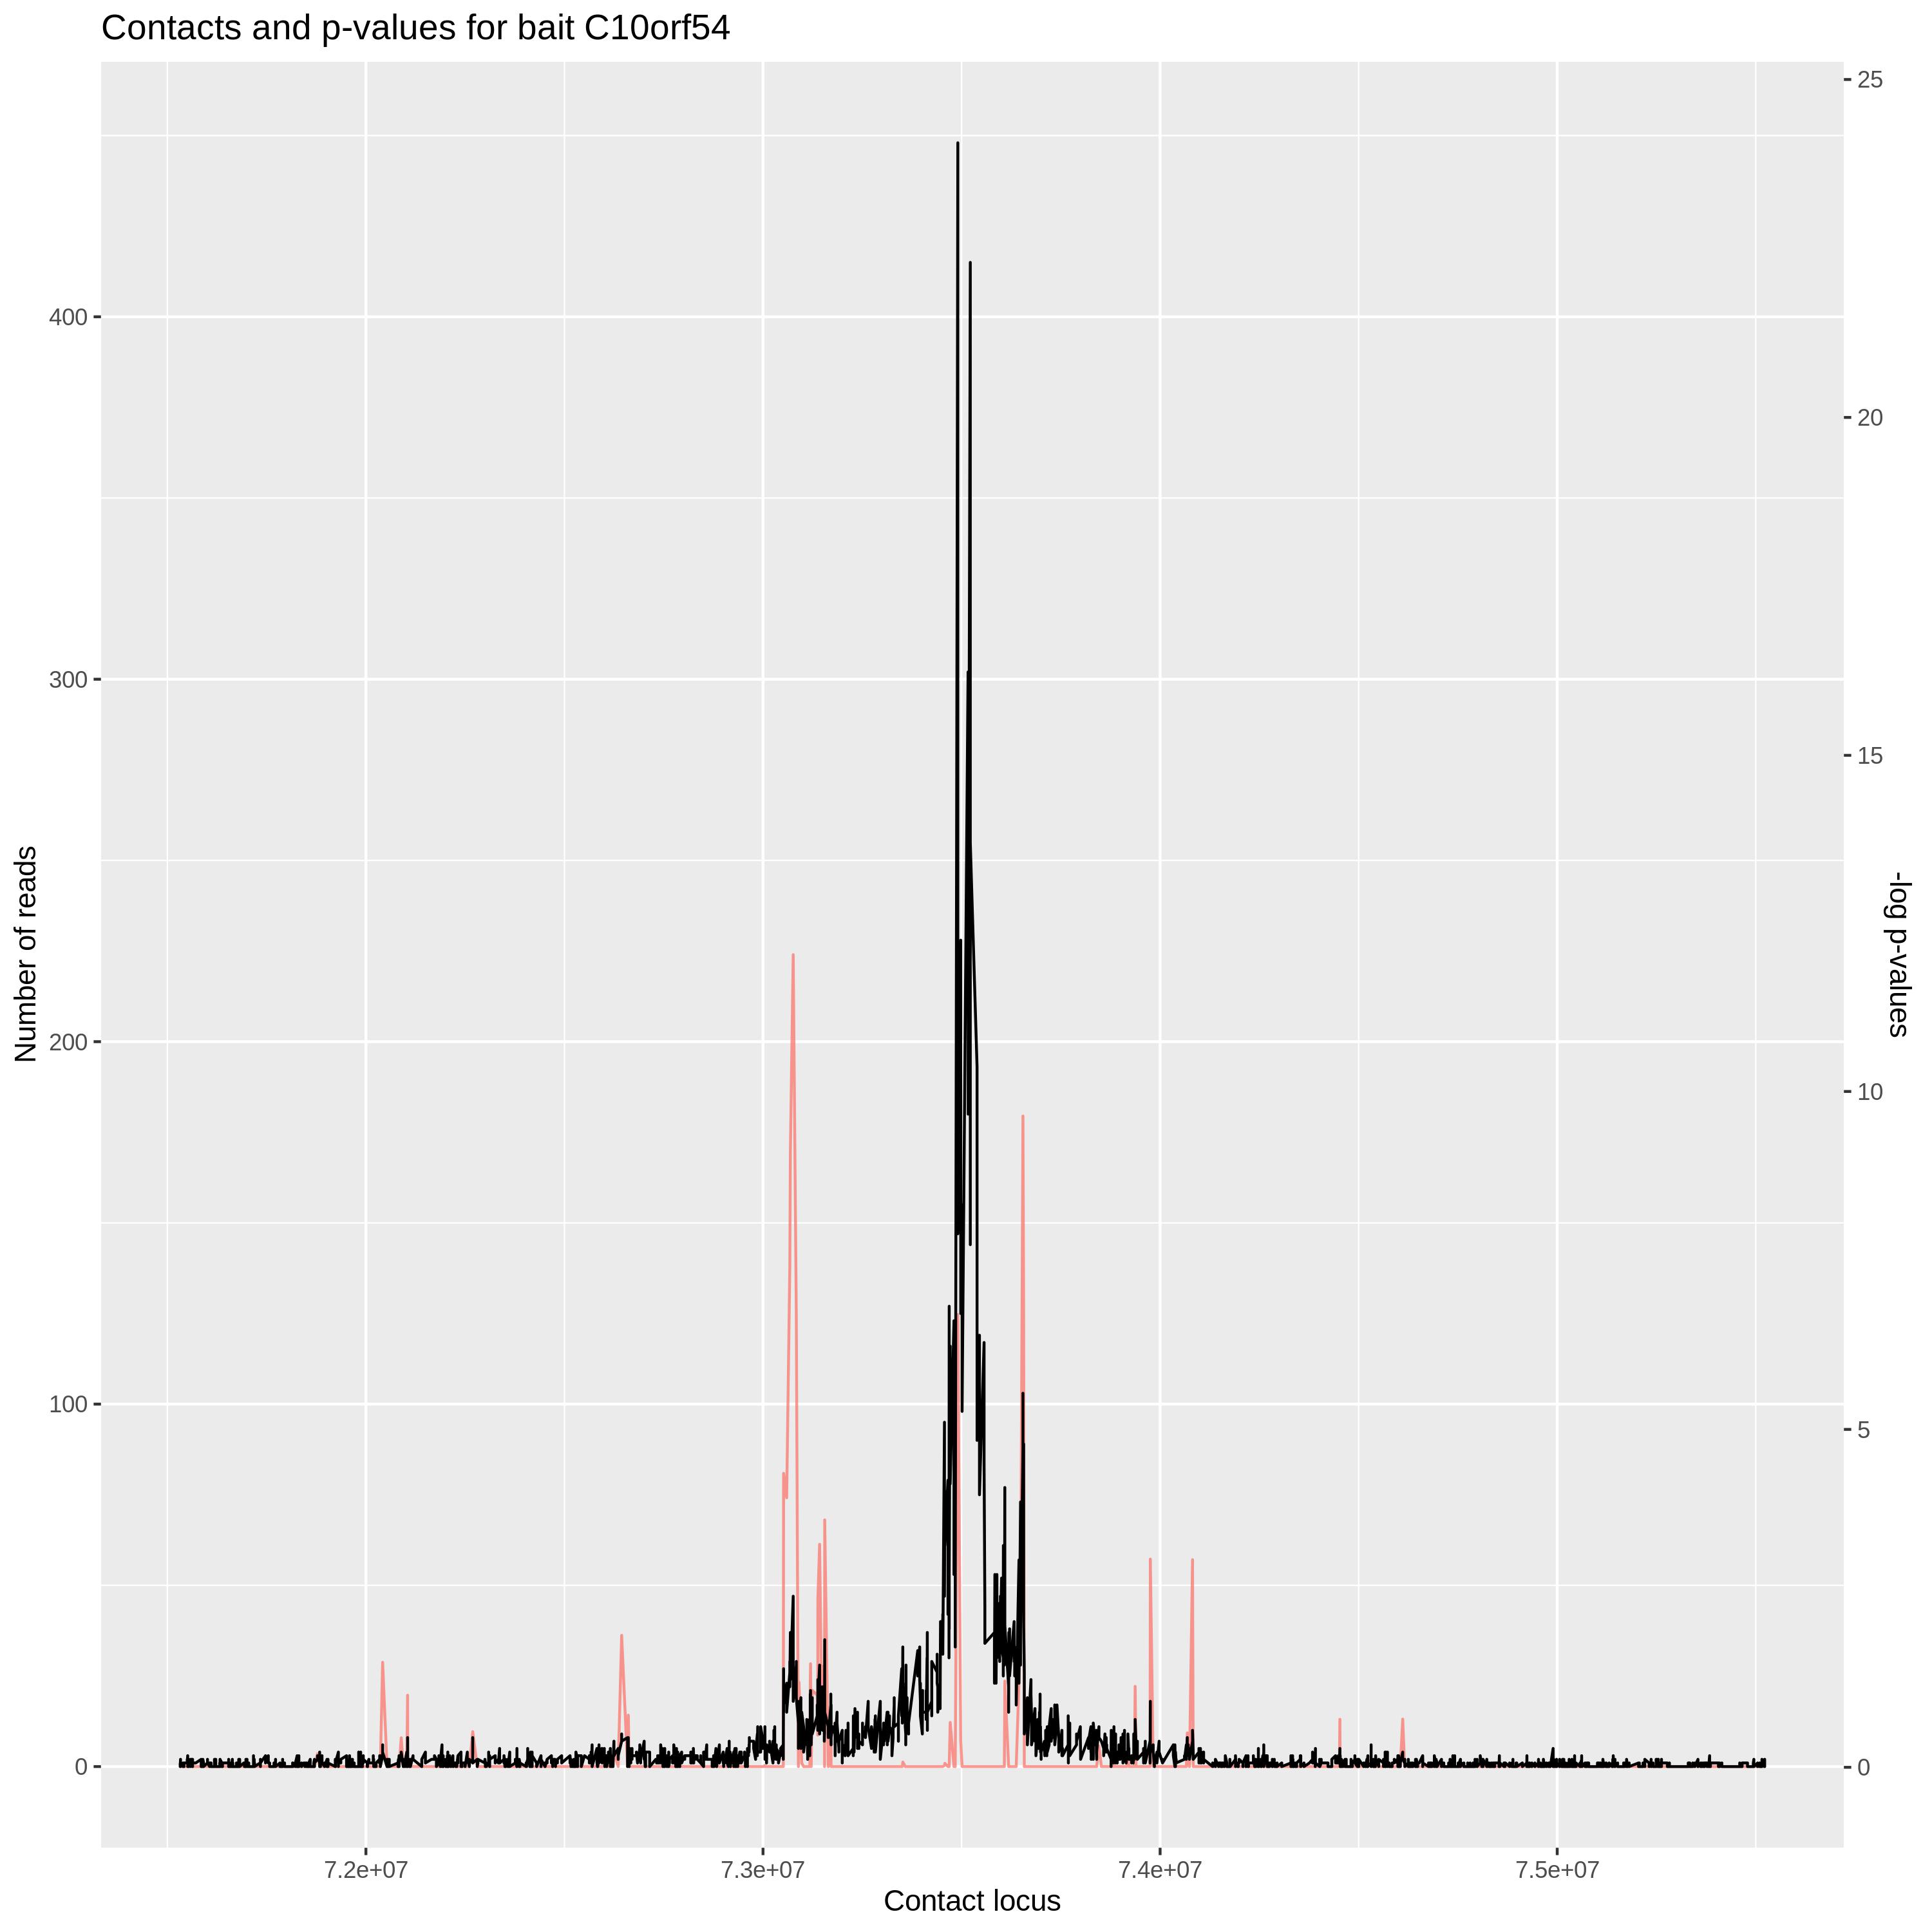 Contacts and p-values for bait C10orf54
Number of reads
400
300
200
100
0
25
20
15
10
5
0
-log p-values
7.2e+07 7.3e+07 7.4e+07 7.5e+07
Contact locus